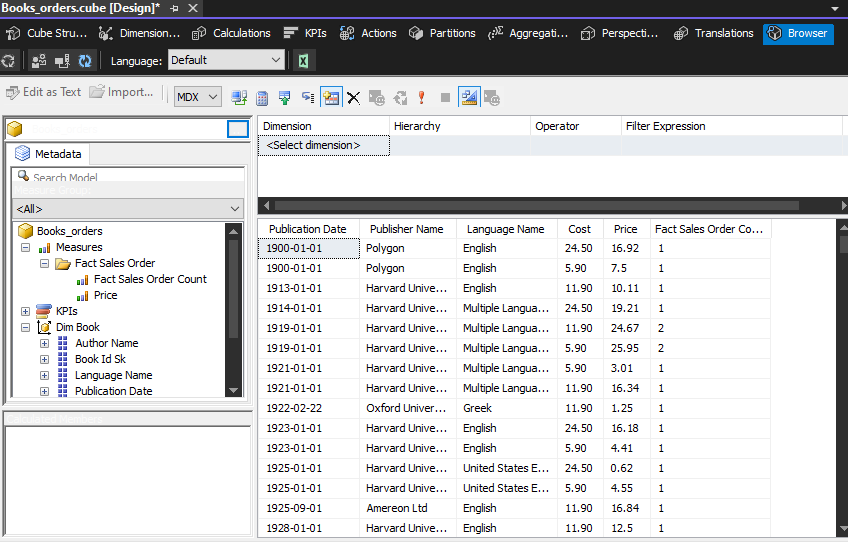 Books_orders.cube [Design]*
Cube Stru... Dimension... Calculations KPIs Actions Partitions Aggregati... Perspecti... Translations Browser
Language: Default
Edit as Text Import... MDX
Metadata
Search Model
<All>
Books_orders
Measures
Fact Sales Order
Fact Sales Order Count
Price
KPIs
Dim Book
Author Name
Book Id Sk
Language Name
Publication Date
Dimension Hierarchy Operator Filter Expression
<Select dimension>
Publication Date Publisher Name Language Name Cost Price Fact Sales Order Co...
1900-01-01 Polygon English 24.50 16.92 1
1900-01-01 Polygon English 5.90 7.5 1
1913-01-01 Harvard Unive... English 11.90 10.11 1
1914-01-01 Harvard Unive... Multiple Langua... 24.50 19.21 1
1919-01-01 Harvard Unive... Multiple Langua... 11.90 24.67 2
1919-01-01 Harvard Unive... Multiple Langua... 5.90 25.95 2
1921-01-01 Harvard Unive... Multiple Langua... 5.90 3.01 1
1921-01-01 Harvard Unive... Multiple Langua... 11.90 16.34 1
1922-02-22 Oxford Univer... Greek 11.90 1.25 1
1923-01-01 Harvard Unive... English 24.50 16.18 1
1923-01-01 Harvard Unive... English 5.90 4.41 1
1925-01-01 Harvard Unive... United States E... 24.50 0.62 1
1925-01-01 Harvard Unive... United States E... 5.90 4.55 1
1925-09-01 Amereon Ltd English 11.90 16.84 1
1928-01-01 Harvard Unive... English 11.90 12.5 1